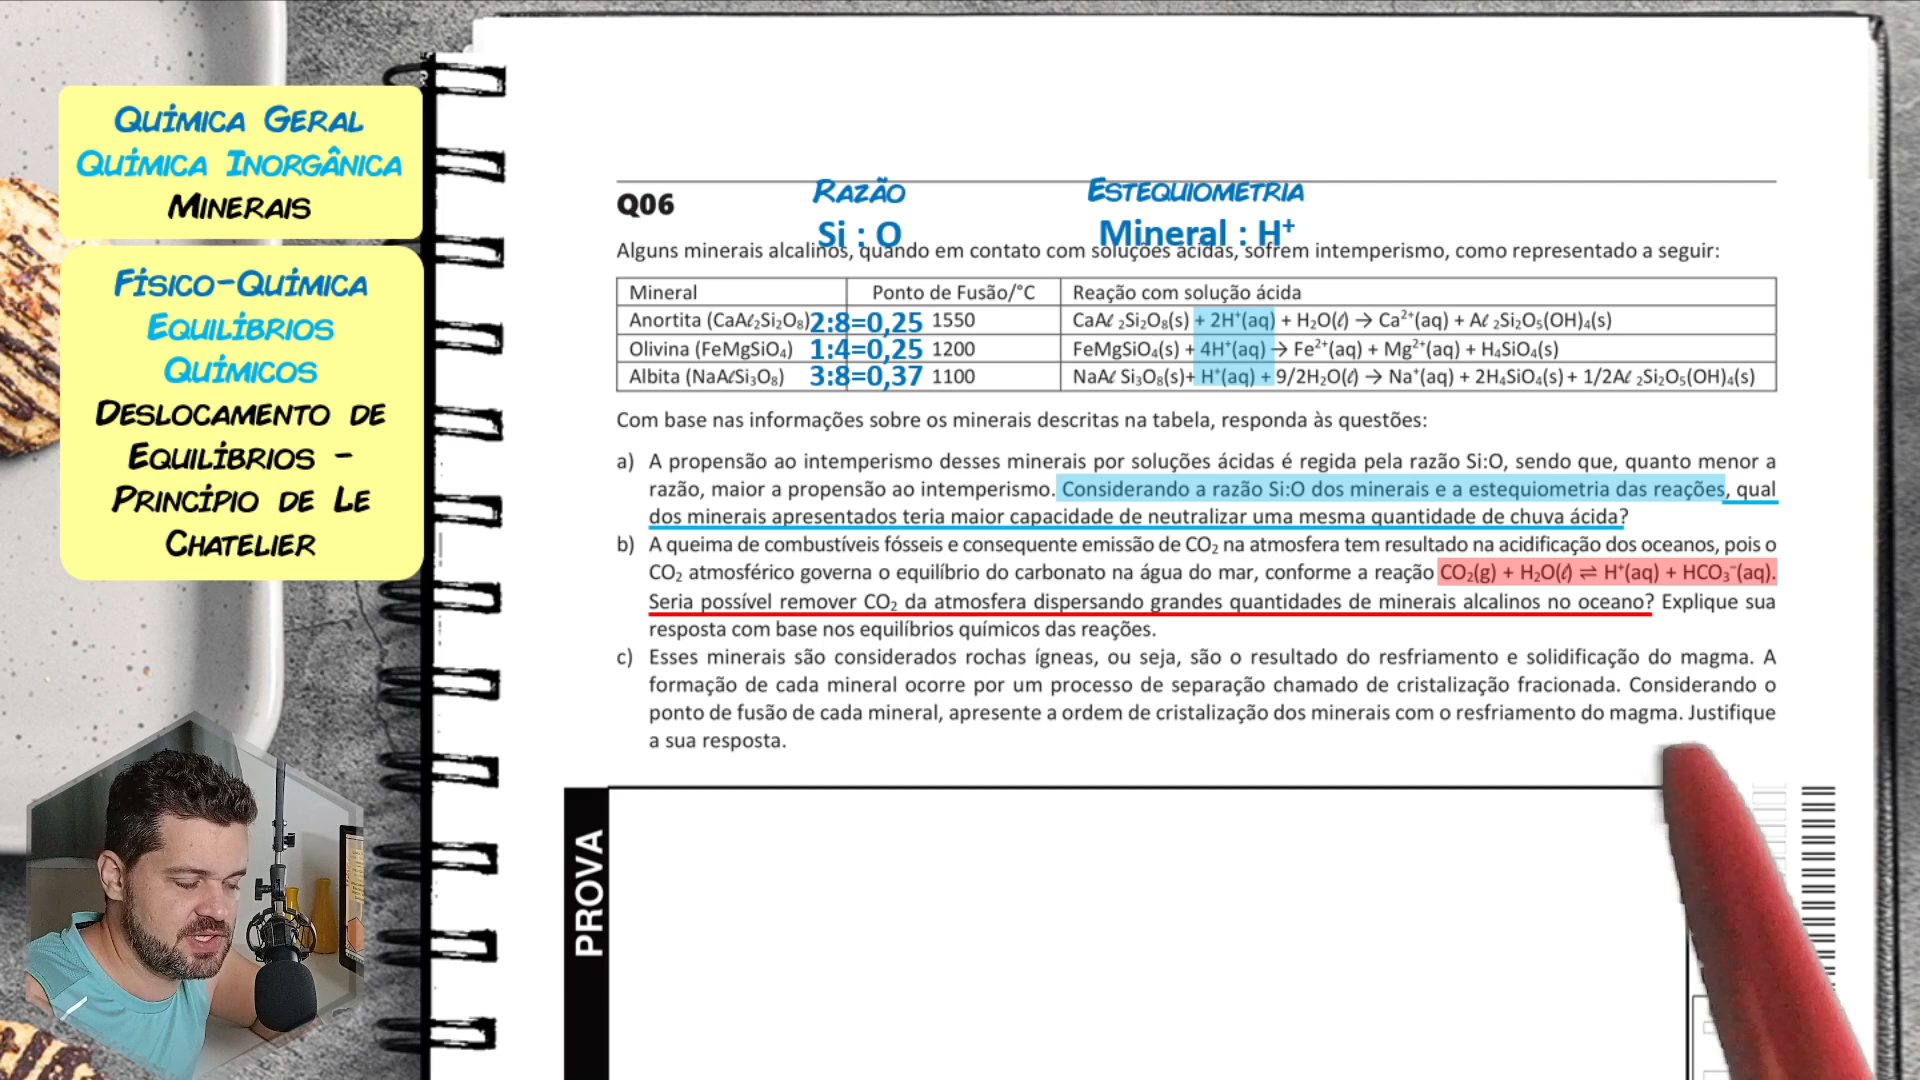 QUÍMICA GERAL
QUÍMICA INORGÂNICA
MINERAIS
FÍSICO-QUÍMICA
EQUILÍBRIOS
QUÍMICOS
DESLOCAMENTO DE
EQUILÍBRIOS -
PRINCÍPIO DE LE
CHATELIER
RAZÃO
Si : O
ESTEQUIOMETRIA
Mineral : H⁺
Q06
Alguns minerais alcalinos, quando em contato com soluções ácidas, sofrem intemperismo, como representado a seguir:
Mineral Ponto de Fusão/°C Reação com solução ácida
Anortita (CaAℓ₂Si₂O₈) 2:8=0,25 1550 CaAℓ ₂Si₂O₈(s) + 2H⁺(aq) + H₂O(ℓ) → Ca²⁺(aq) + Aℓ ₂Si₂O₅(OH)₄(s)
Olivina (FeMgSiO₄) 1:4=0,25 1200 FeMgSiO₄(s) + 4H⁺(aq) → Fe²⁺(aq) + Mg²⁺(aq) + H₄SiO₄(s)
Albita (NaAℓSi₃O₈) 3:8=0,37 1100 NaAℓ Si₃O₈(s)+ H⁺(aq) + 9/2H₂O(ℓ) → Na⁺(aq) + 2H₄SiO₄(s) + 1/2Aℓ ₂Si₂O₅(OH)₄(s)
Com base nas informações sobre os minerais descritas na tabela, responda às questões:
a) A propensão ao intemperismo desses minerais por soluções ácidas é regida pela razão Si:O, sendo que, quanto menor a
razão, maior a propensão ao intemperismo. Considerando a razão Si:O dos minerais e a estequiometria das reações, qual
dos minerais apresentados teria maior capacidade de neutralizar uma mesma quantidade de chuva ácida?
b) A queima de combustíveis fósseis e consequente emissão de CO₂ na atmosfera tem resultado na acidificação dos oceanos, pois o
CO₂ atmosférico governa o equilíbrio do carbonato na água do mar, conforme a reação CO₂(g) + H₂O(ℓ) ⇌ H⁺(aq) + HCO₃⁻(aq).
Seria possível remover CO₂ da atmosfera dispersando grandes quantidades de minerais alcalinos no oceano? Explique sua
resposta com base nos equilíbrios químicos das reações.
c) Esses minerais são considerados rochas ígneas, ou seja, são o resultado do resfriamento e solidificação do magma. A
formação de cada mineral ocorre por um processo de separação chamado de cristalização fracionada. Considerando o
ponto de fusão de cada mineral, apresente a ordem de cristalização dos minerais com o resfriamento do magma. Justifique
a sua resposta.
PROVA